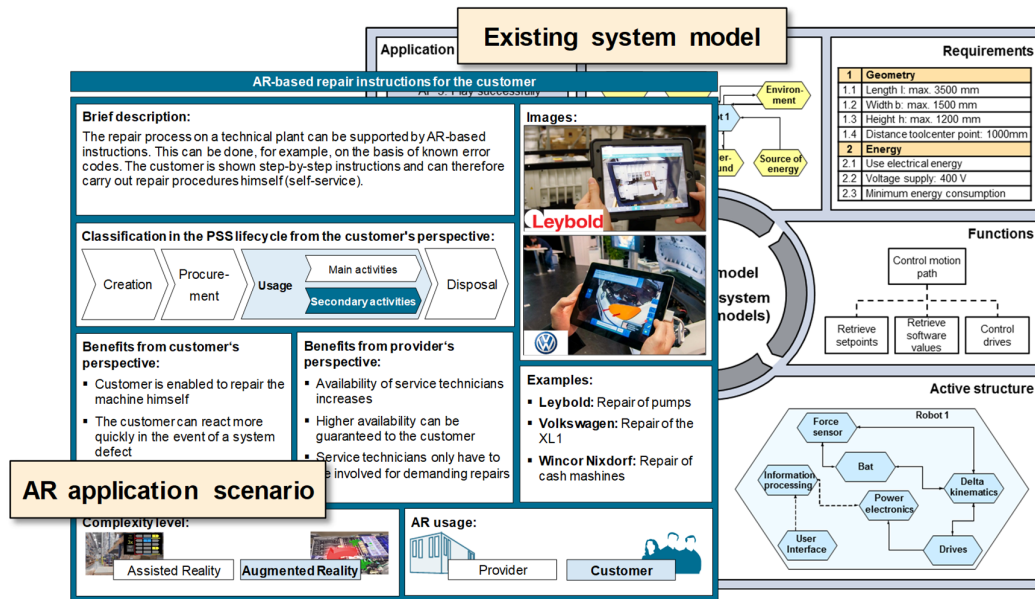 Existing system model
Application
AP 3: Play successfully
Environ-
ment
1
er-
und
Source of
energy
Requirements
1 Geometry
1.1 Length l: max. 3500 mm
1.2 Width b: max. 1500 mm
1.3 Height h: max. 1200 mm
1.4 Distance toolcenter point: 1000mm
2 Energy
2.1 Use electrical energy
2.2 Voltage supply: 400 V
2.3 Minimum energy consumption
odel
system
models)
Functions
Control motion
path
Retrieve
setpoints
Retrieve
software
values
Control
drives
Active structure
Robot 1
Force
sensor
Bat
Information
processing
Power
electronics
Delta
kinematics
User
Interface
Drives
AR-based repair instructions for the customer
Brief description:
The repair process on a technical plant can be supported by AR-based
instructions. This can be done, for example, on the basis of known error
codes. The customer is shown step-by-step instructions and can therefore
carry out repair procedures himself (self-service).
Images:
Leybold
Classification in the PSS lifecycle from the customer's perspective:
Creation
Procure-
ment
Usage
Main activities
Secondary activities
Disposal
Benefits from customer's
perspective:
Customer is enabled to repair the
machine himself
The customer can react more
quickly in the event of a system
defect
Benefits from provider's
perspective:
Availability of service technicians
increases
Higher availability can be
guaranteed to the customer
Service technicians only have to
e involved for demanding repairs
Examples:
Leybold: Repair of pumps
Volkswagen: Repair of the
XL1
Wincor Nixdorf: Repair of
cash mashines
AR application scenario
Complexity level:
Assisted Reality
Augmented Reality
AR usage:
Provider
Customer